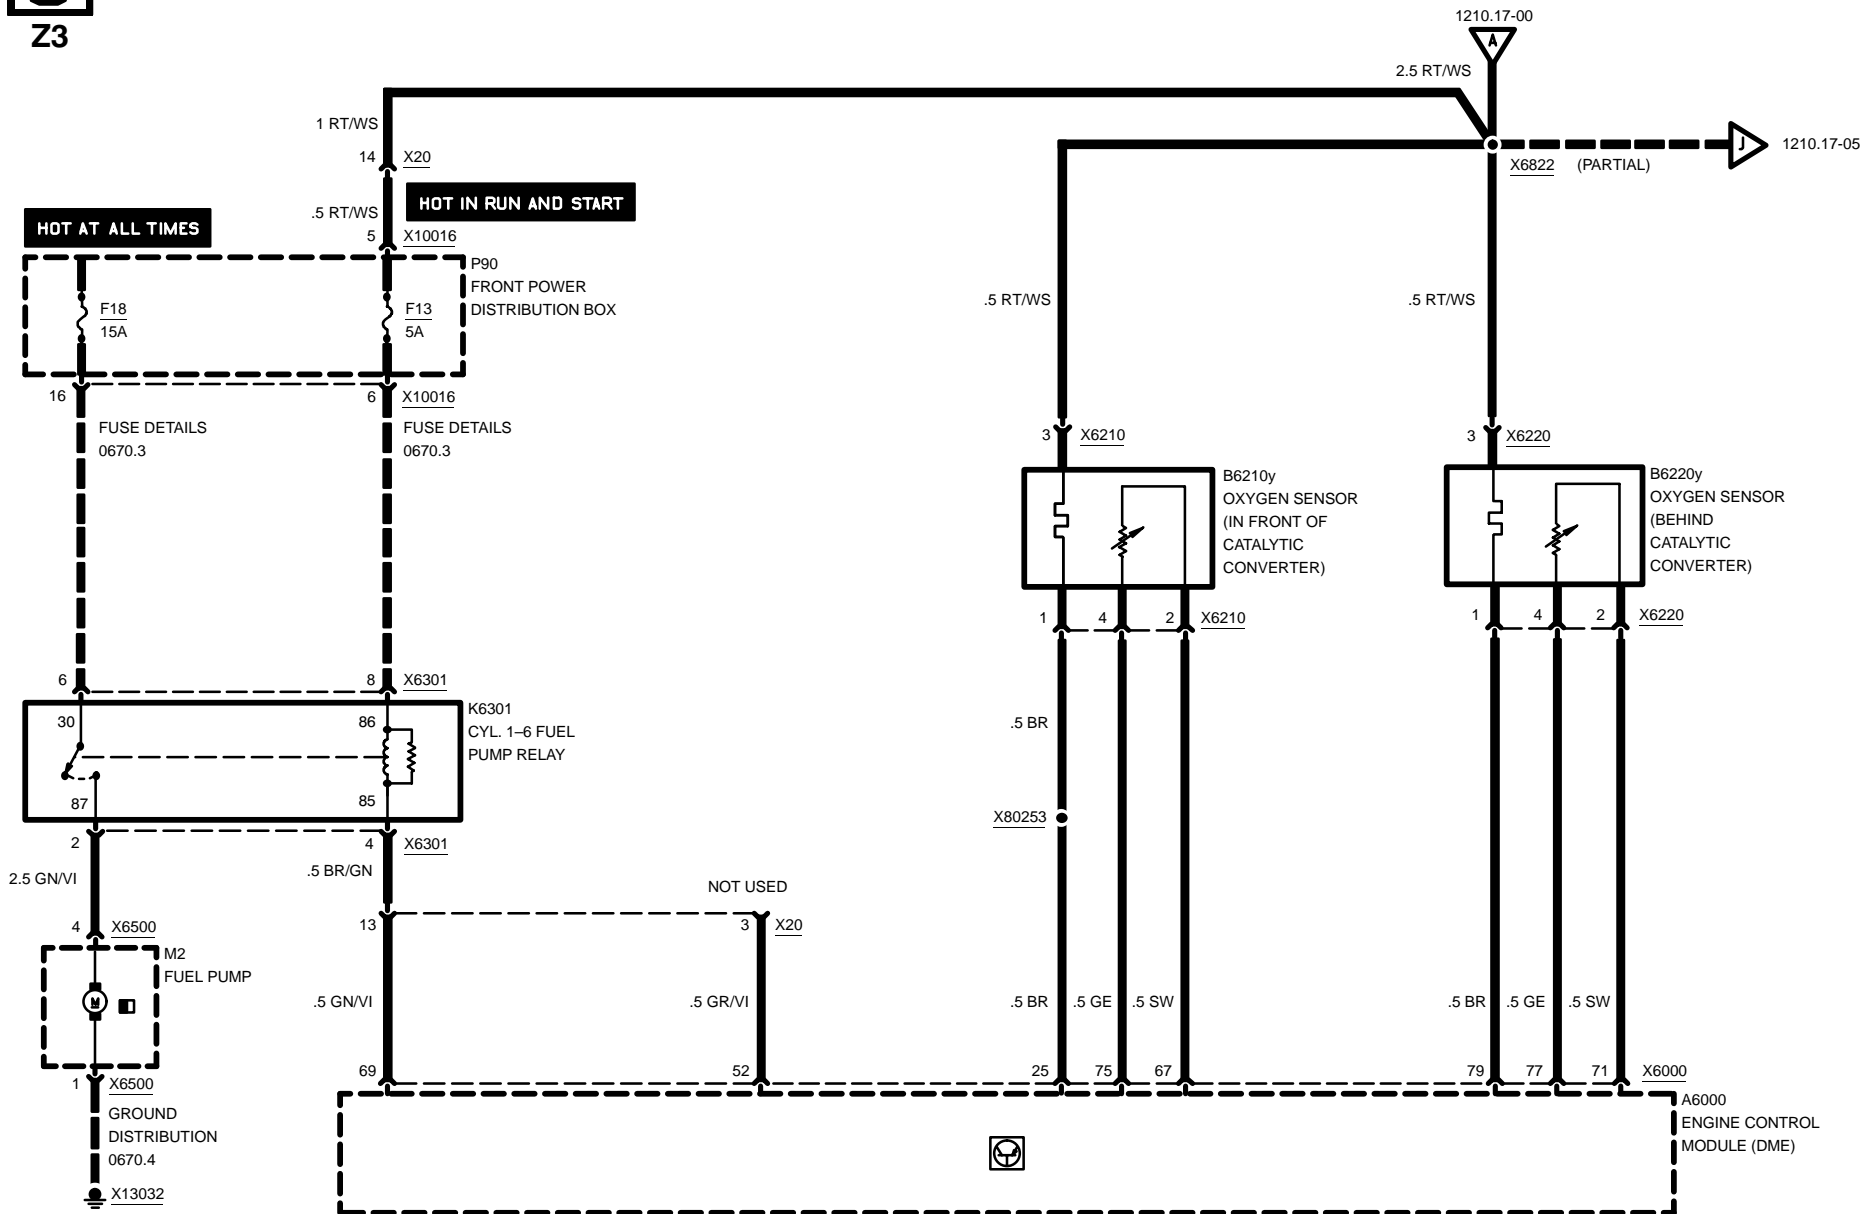 Z3
1210.17-00
A
2.5 RT/WS
1 RT/WS
14 X20
J 1210.17-05
X6822 (PARTIAL)
HOT IN RUN AND START
.5 RT/WS
HOT AT ALL TIMES
5 X10016
P90
FRONT POWER
DISTRIBUTION BOX
F18
15A
F13
5A
.5 RT/WS
.5 RT/WS
16
6 X10016
FUSE DETAILS
0670.3
FUSE DETAILS
0670.3
3 X6210
3 X6220
B6210y
OXYGEN SENSOR
(IN FRONT OF
CATALYTIC
CONVERTER)
B6220y
OXYGEN SENSOR
(BEHIND
CATALYTIC
CONVERTER)
1 4 2 X6210
1 4 2 X6220
6
8 X6301
K6301
CYL. 1–6 FUEL
PUMP RELAY
30
86
87
85
.5 BR
X80253
2
4 X6301
2.5 GN/VI
.5 BR/GN
NOT USED
13
3 X20
4 X6500
M2
FUEL PUMP
M
.5 GN/VI
.5 GR/VI
.5 BR .5 GE .5 SW
.5 BR .5 GE .5 SW
69
52
25 75 67
79 77 71 X6000
1 X6500
GROUND
DISTRIBUTION
0670.4
X13032
A6000
ENGINE CONTROL
MODULE (DME)